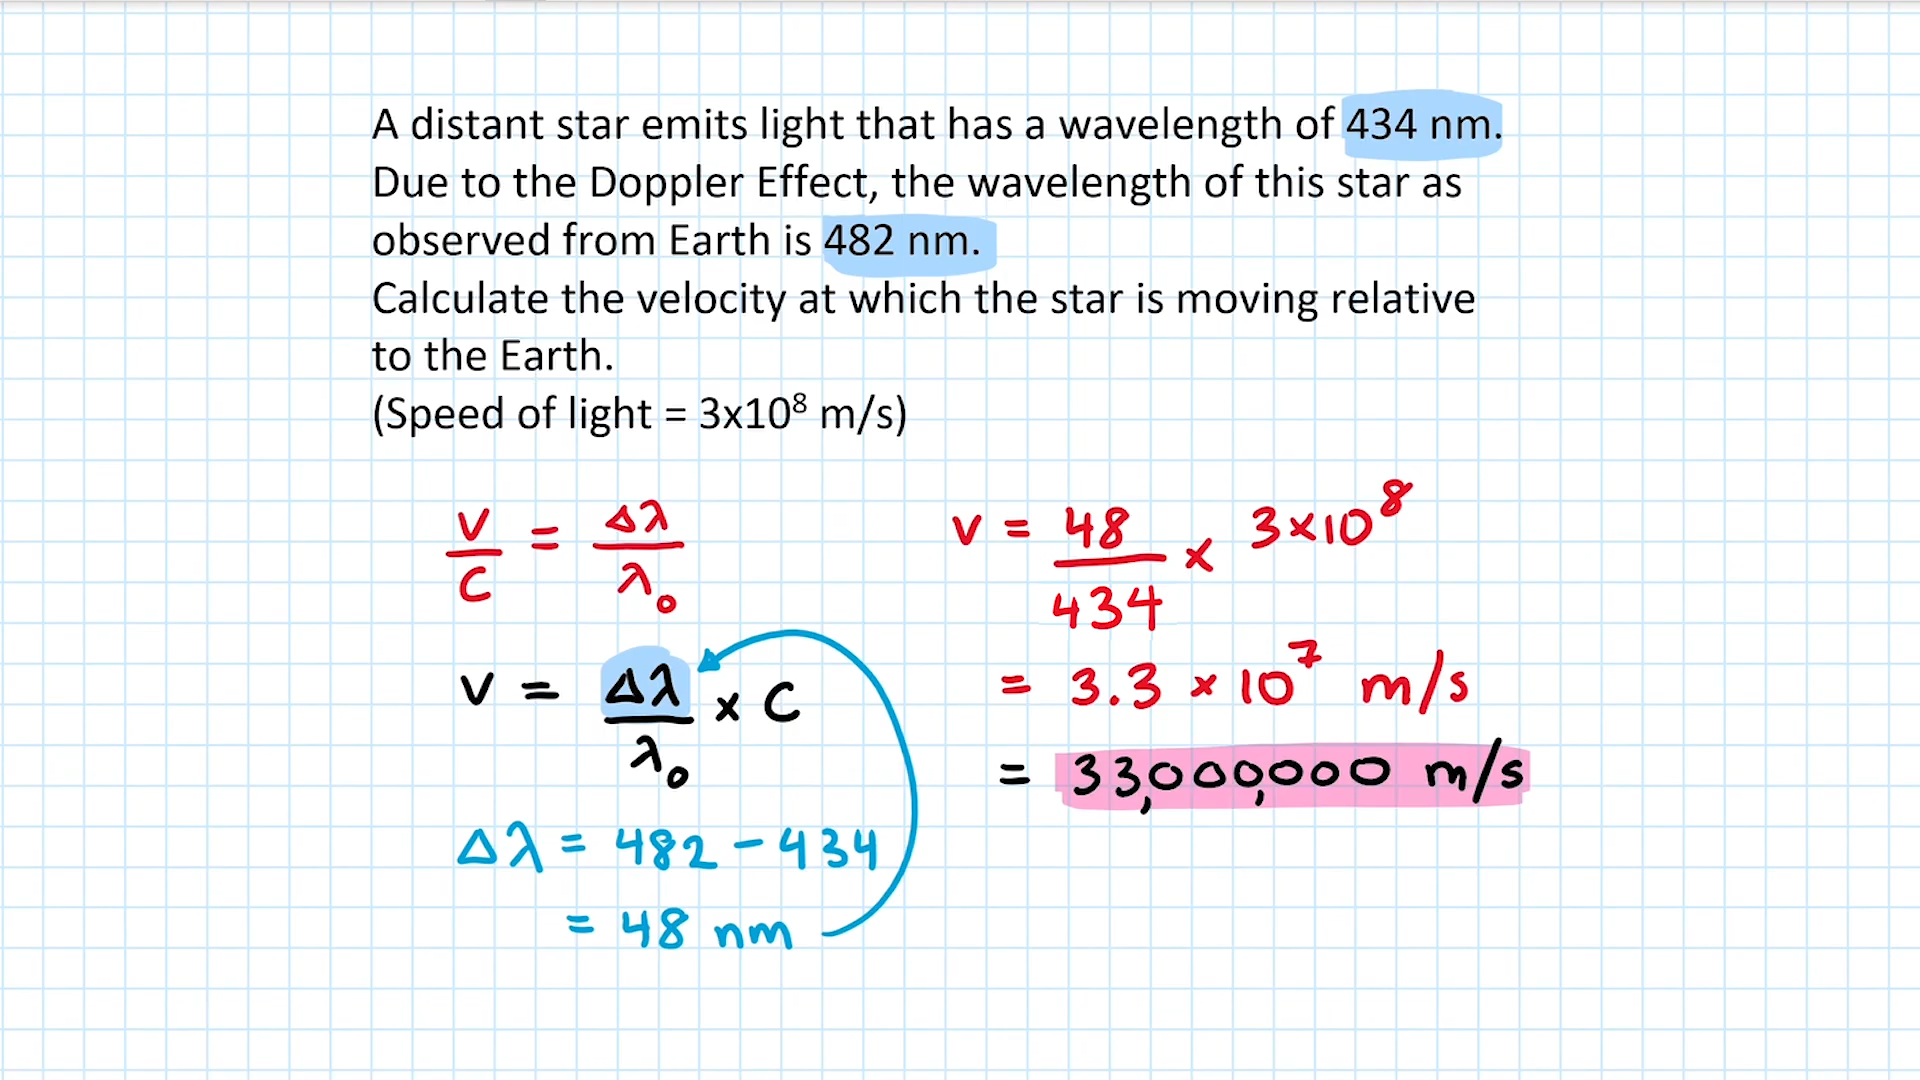 A distant star emits light that has a wavelength of 434 nm.
Due to the Doppler Effect, the wavelength of this star as
observed from Earth is 482 nm.
Calculate the velocity at which the star is moving relative
to the Earth.
(Speed of light = 3x10⁸ m/s)
V/C = Δλ/λ₀
V = Δλ/λ₀ × C
Δλ = 482 - 434
= 48 nm
V = 48/434 × 3×10⁸
= 3.3 × 10⁷ m/s
= 33,000,000 m/s